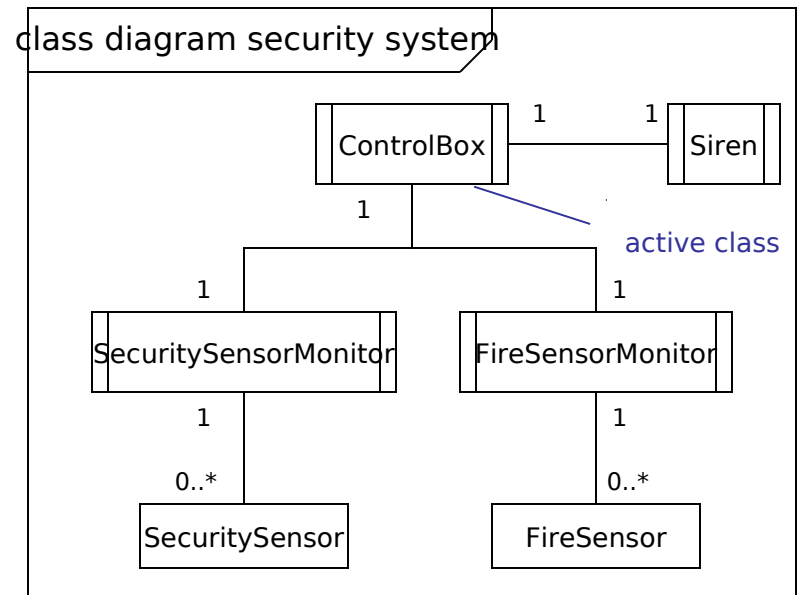 class diagram security system
1
1
ControlBox
Siren
1
active class
1
1
SecuritySensorMonitor
FireSensorMonitor
1
1
0..*
0..*
SecuritySensor
FireSensor